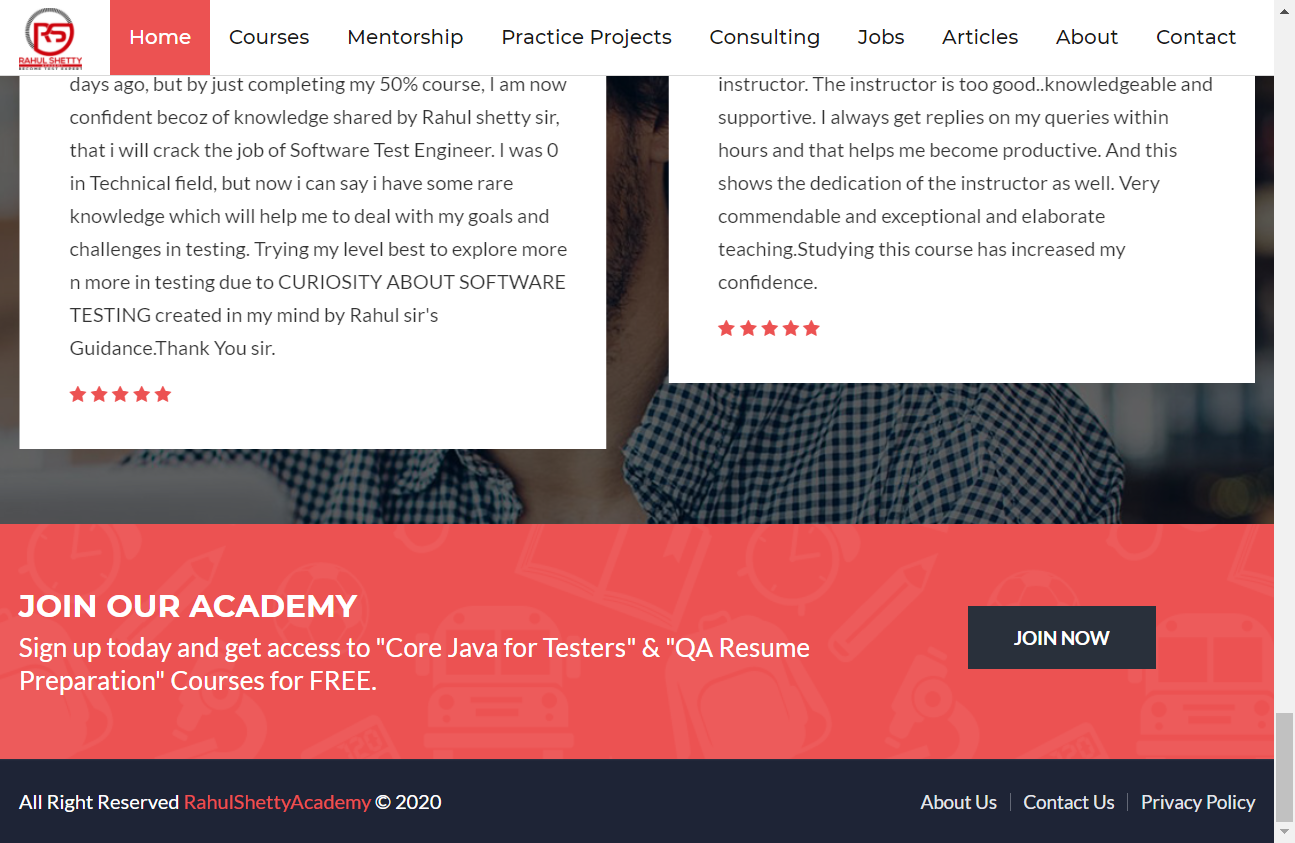 RS
RAHUL SHETTY
Home
Courses
Mentorship
Practice Projects
Consulting
Jobs
Articles
About
Contact
days ago, but by just completing my 50% course, I am now
confident becoz of knowledge shared by Rahul shetty sir,
that i will crack the job of Software Test Engineer. I was 0
in Technical field, but now i can say i have some rare
knowledge which will help me to deal with my goals and
challenges in testing. Trying my level best to explore more
n more in testing due to CURIOSITY ABOUT SOFTWARE
TESTING created in my mind by Rahul sir's
Guidance.Thank You sir.
instructor. The instructor is too good..knowledgeable and
supportive. I always get replies on my queries within
hours and that helps me become productive. And this
shows the dedication of the instructor as well. Very
commendable and exceptional and elaborate
teaching.Studying this course has increased my
confidence.
JOIN OUR ACADEMY
Sign up today and get access to "Core Java for Testers" & "QA Resume
Preparation" Courses for FREE.
JOIN NOW
All Right Reserved RahulShettyAcademy © 2020
About Us
Contact Us
Privacy Policy